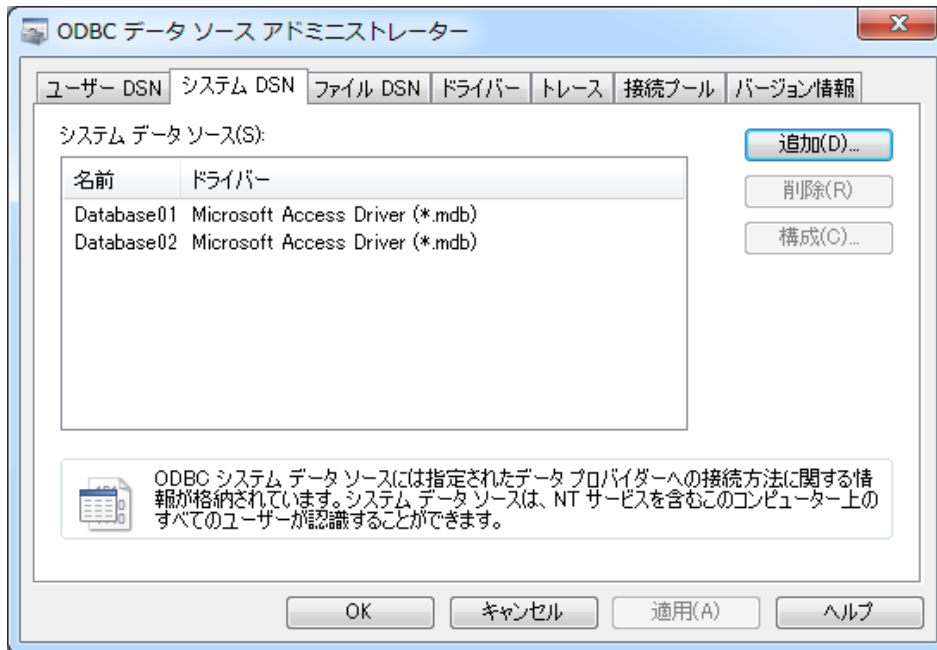 ODBC データ ソース アドミニストレーター
ユーザー DSN システム DSN ファイル DSN ドライバー トレース 接続プール バージョン情報
システム データ ソース(S):
追加(D)...
名前 ドライバー
削除(R)
Database01 Microsoft Access Driver (*.mdb)
Database02 Microsoft Access Driver (*.mdb)
構成(C)...
ODBC システム データ ソースには指定されたデータ プロバイダーへの接続方法に関する情
報が格納されています。システム データ ソースは、NT サービスを含むこのコンピューター上の
すべてのユーザーが認識することができます。
OK キャンセル 適用(A) ヘルプ